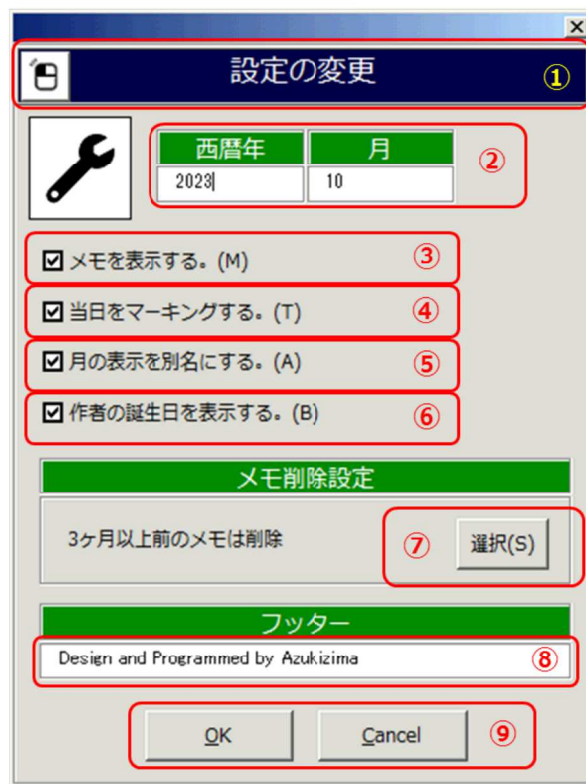 設定の変更 ①
西暦年 月 ②
2023 10
メモを表示する。(M) ③
当日をマーキングする。(T) ④
月の表示を別名にする。(A) ⑤
作者の誕生日を表示する。(B) ⑥
メモ削除設定
3ヶ月以上前のメモは削除 ⑦ 選択(S)
フッター
Design and Programmed by Azukizima ⑧
OK Cancel ⑨